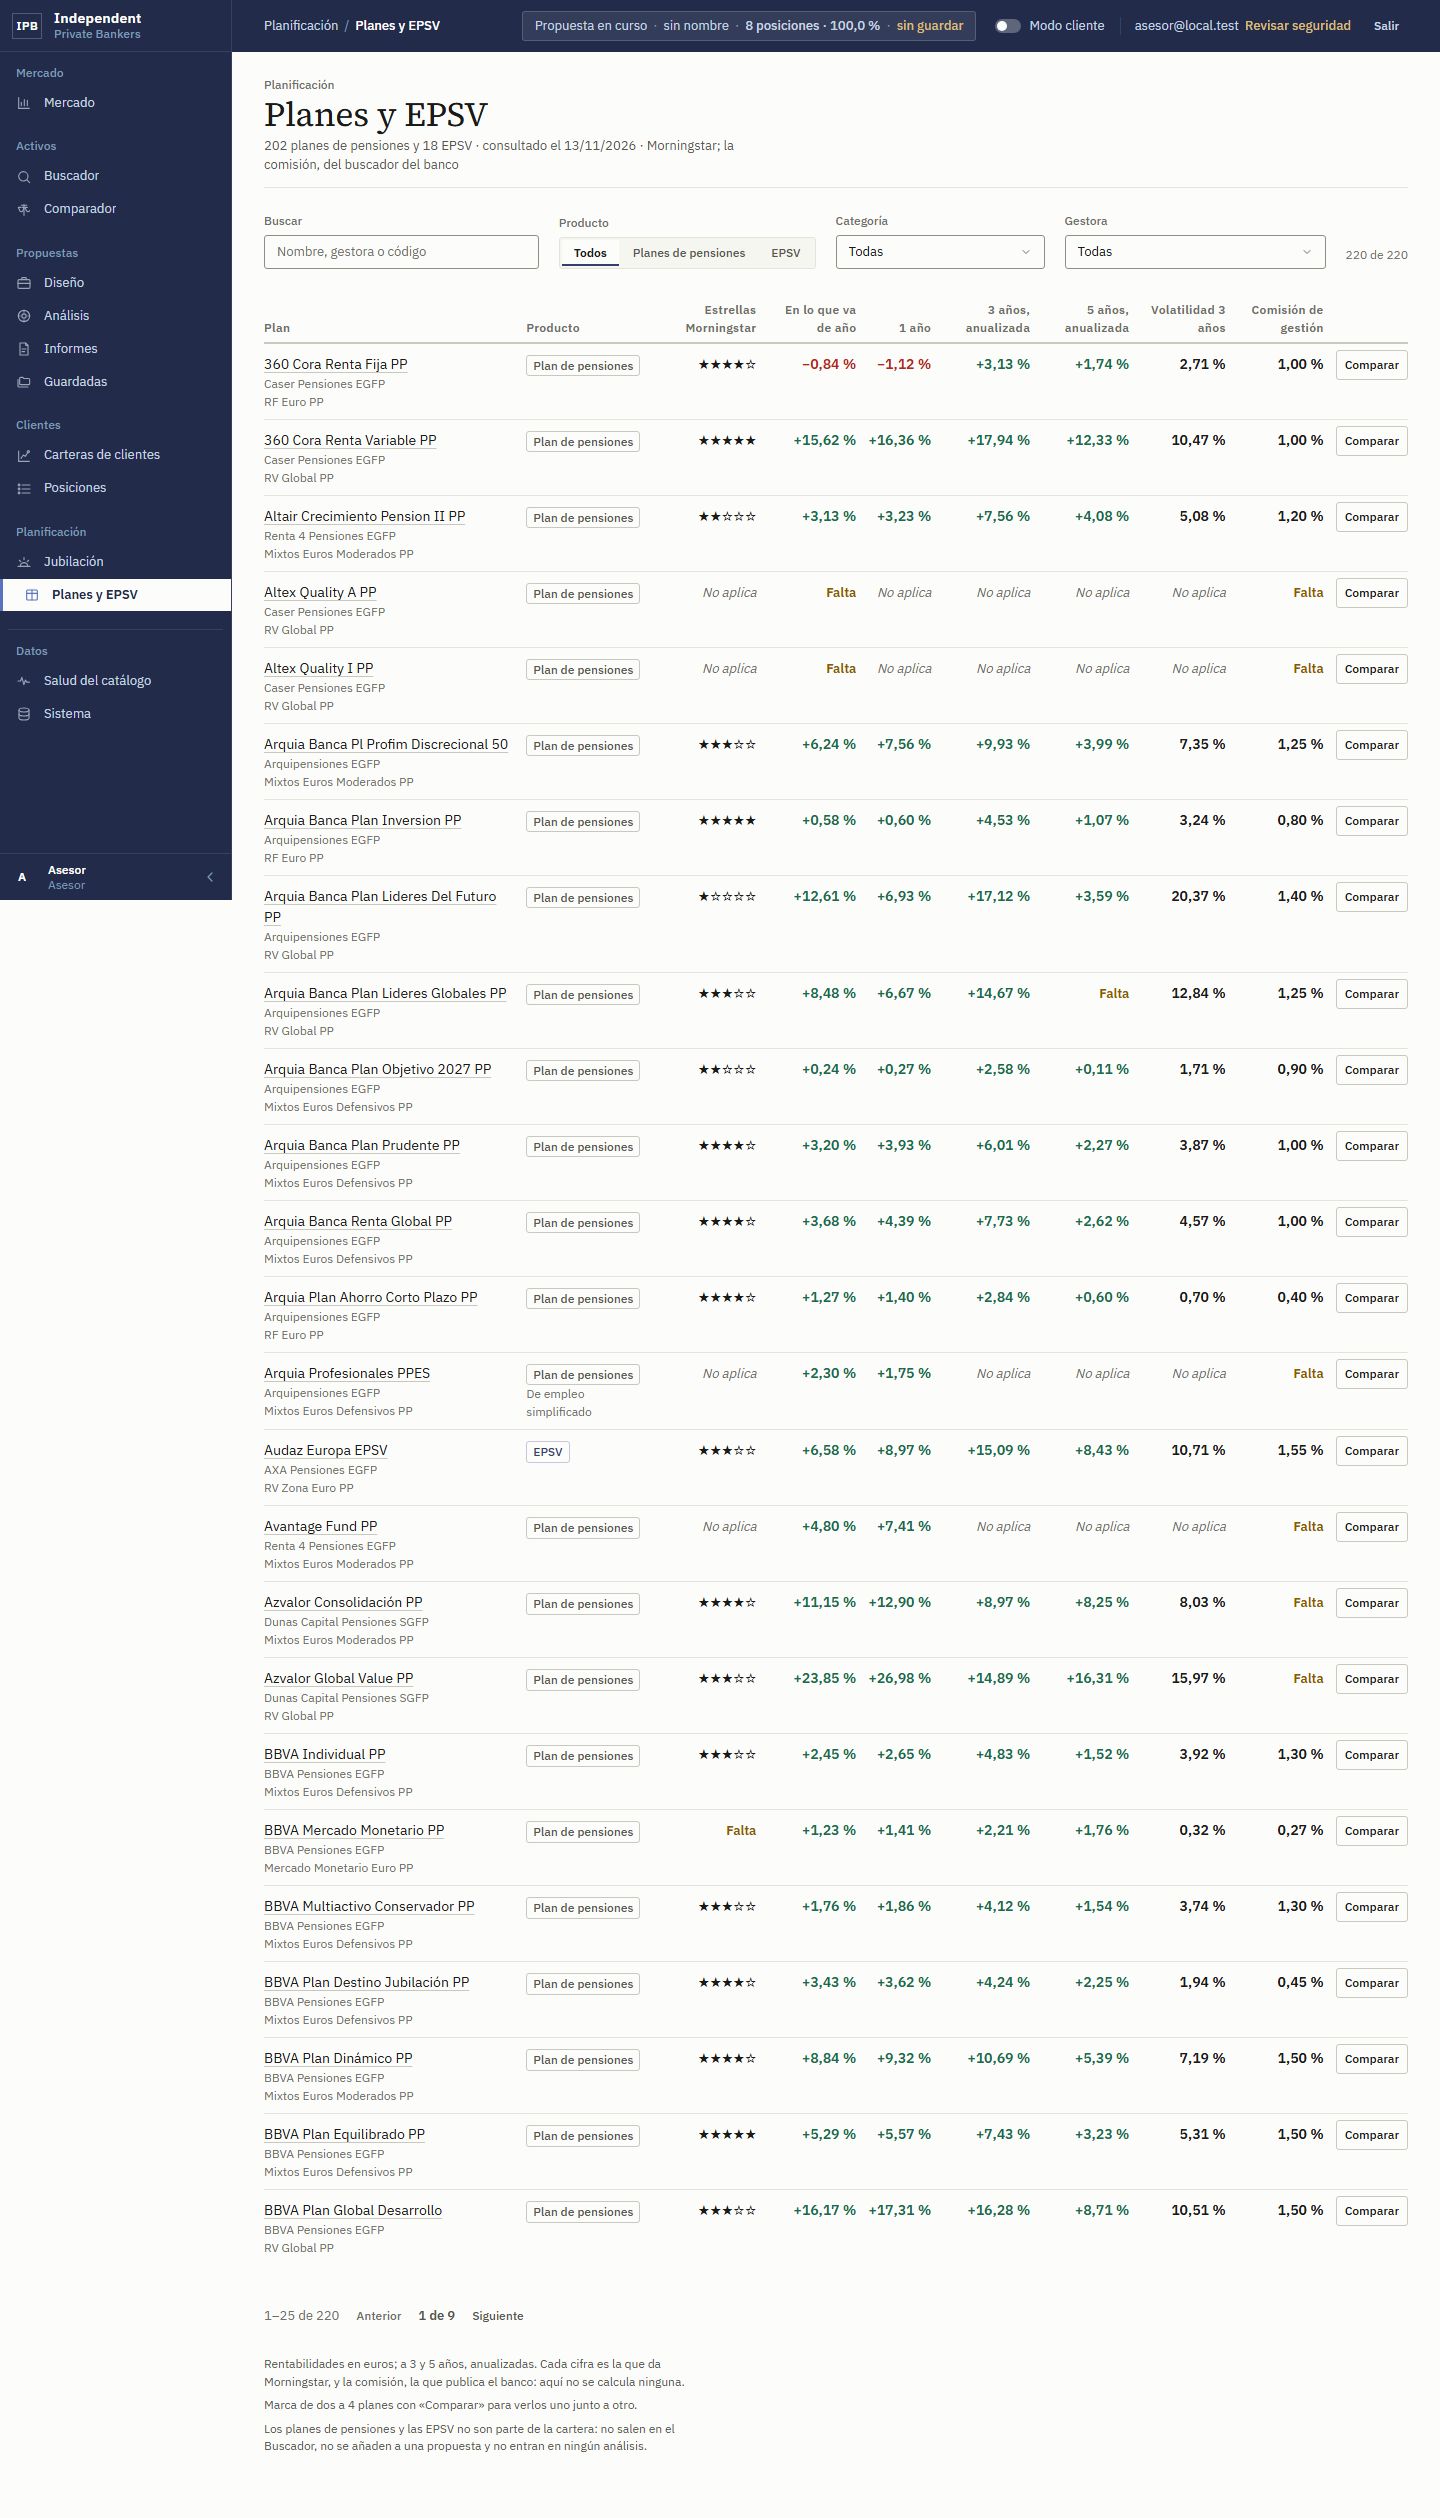 IPB
Independent
Private Bankers
Planificación / Planes y EPSV
Propuesta en curso · sin nombre · 8 posiciones · 100,0 % · sin guardar
Modo cliente
asesor@local.test Revisar seguridad
Salir
Mercado
Mercado
Activos
Buscador
Comparador
Propuestas
Diseño
Análisis
Informes
Guardadas
Clientes
Carteras de clientes
Posiciones
Planificación
Jubilación
Planes y EPSV
Datos
Salud del catálogo
Sistema
A
Asesor
Asesor
Planificación
Planes y EPSV
202 planes de pensiones y 18 EPSV · consultado el 13/11/2026 · Morningstar; la
comisión, del buscador del banco
Buscar
Nombre, gestora o código
Producto
Todos Planes de pensiones EPSV
Categoría
Todas
Gestora
Todas
220 de 220
Plan Producto Estrellas Morningstar En lo que va de año 1 año 3 años, anualizada 5 años, anualizada Volatilidad 3 años Comisión de gestión
360 Cora Renta Fija PP Plan de pensiones ★★★★☆ −0,84 % −1,12 % +3,13 % +1,74 % 2,71 % 1,00 % Comparar
Caser Pensiones EGFP
RF Euro PP
360 Cora Renta Variable PP Plan de pensiones ★★★★★ +15,62 % +16,36 % +17,94 % +12,33 % 10,47 % 1,00 % Comparar
Caser Pensiones EGFP
RV Global PP
Altair Crecimiento Pension II PP Plan de pensiones ★★☆☆☆ +3,13 % +3,23 % +7,56 % +4,08 % 5,08 % 1,20 % Comparar
Renta 4 Pensiones EGFP
Mixtos Euros Moderados PP
Altex Quality A PP Plan de pensiones No aplica Falta No aplica No aplica No aplica No aplica Falta Comparar
Caser Pensiones EGFP
RV Global PP
Altex Quality I PP Plan de pensiones No aplica Falta No aplica No aplica No aplica No aplica Falta Comparar
Caser Pensiones EGFP
RV Global PP
Arquia Banca Pl Profim Discrecional 50 Plan de pensiones ★★★☆☆ +6,24 % +7,56 % +9,93 % +3,99 % 7,35 % 1,25 % Comparar
Arquipensiones EGFP
Mixtos Euros Moderados PP
Arquia Banca Plan Inversion PP Plan de pensiones ★★★★★ +0,58 % +0,60 % +4,53 % +1,07 % 3,24 % 0,80 % Comparar
Arquipensiones EGFP
RF Euro PP
Arquia Banca Plan Lideres Del Futuro Plan de pensiones ★☆☆☆☆ +12,61 % +6,93 % +17,12 % +3,59 % 20,37 % 1,40 % Comparar
PP
Arquipensiones EGFP
RV Global PP
Arquia Banca Plan Lideres Globales PP Plan de pensiones ★★★☆☆ +8,48 % +6,67 % +14,67 % Falta 12,84 % 1,25 % Comparar
Arquipensiones EGFP
RV Global PP
Arquia Banca Plan Objetivo 2027 PP Plan de pensiones ★★☆☆☆ +0,24 % +0,27 % +2,58 % +0,11 % 1,71 % 0,90 % Comparar
Arquipensiones EGFP
Mixtos Euros Defensivos PP
Arquia Banca Plan Prudente PP Plan de pensiones ★★★★☆ +3,20 % +3,93 % +6,01 % +2,27 % 3,87 % 1,00 % Comparar
Arquipensiones EGFP
Mixtos Euros Defensivos PP
Arquia Banca Renta Global PP Plan de pensiones ★★★★☆ +3,68 % +4,39 % +7,73 % +2,62 % 4,57 % 1,00 % Comparar
Arquipensiones EGFP
Mixtos Euros Defensivos PP
Arquia Plan Ahorro Corto Plazo PP Plan de pensiones ★★★★☆ +1,27 % +1,40 % +2,84 % +0,60 % 0,70 % 0,40 % Comparar
Arquipensiones EGFP
RF Euro PP
Arquia Profesionales PPES Plan de pensiones No aplica +2,30 % +1,75 % No aplica No aplica No aplica Falta Comparar
Arquipensiones EGFP De empleo
Mixtos Euros Defensivos PP simplificado
Audaz Europa EPSV EPSV ★★★☆☆ +6,58 % +8,97 % +15,09 % +8,43 % 10,71 % 1,55 % Comparar
AXA Pensiones EGFP
RV Zona Euro PP
Avantage Fund PP Plan de pensiones No aplica +4,80 % +7,41 % No aplica No aplica No aplica Falta Comparar
Renta 4 Pensiones EGFP
Mixtos Euros Moderados PP
Azvalor Consolidación PP Plan de pensiones ★★★★☆ +11,15 % +12,90 % +8,97 % +8,25 % 8,03 % Falta Comparar
Dunas Capital Pensiones SGFP
Mixtos Euros Moderados PP
Azvalor Global Value PP Plan de pensiones ★★★☆☆ +23,85 % +26,98 % +14,89 % +16,31 % 15,97 % Falta Comparar
Dunas Capital Pensiones SGFP
RV Global PP
BBVA Individual PP Plan de pensiones ★★★☆☆ +2,45 % +2,65 % +4,83 % +1,52 % 3,92 % 1,30 % Comparar
BBVA Pensiones EGFP
Mixtos Euros Defensivos PP
BBVA Mercado Monetario PP Plan de pensiones Falta +1,23 % +1,41 % +2,21 % +1,76 % 0,32 % 0,27 % Comparar
BBVA Pensiones EGFP
Mercado Monetario Euro PP
BBVA Multiactivo Conservador PP Plan de pensiones ★★★☆☆ +1,76 % +1,86 % +4,12 % +1,54 % 3,74 % 1,30 % Comparar
BBVA Pensiones EGFP
Mixtos Euros Defensivos PP
BBVA Plan Destino Jubilación PP Plan de pensiones ★★★★☆ +3,43 % +3,62 % +4,24 % +2,25 % 1,94 % 0,45 % Comparar
BBVA Pensiones EGFP
Mixtos Euros Defensivos PP
BBVA Plan Dinámico PP Plan de pensiones ★★★★☆ +8,84 % +9,32 % +10,69 % +5,39 % 7,19 % 1,50 % Comparar
BBVA Pensiones EGFP
Mixtos Euros Moderados PP
BBVA Plan Equilibrado PP Plan de pensiones ★★★★★ +5,29 % +5,57 % +7,43 % +3,23 % 5,31 % 1,50 % Comparar
BBVA Pensiones EGFP
Mixtos Euros Defensivos PP
BBVA Plan Global Desarrollo Plan de pensiones ★★★☆☆ +16,17 % +17,31 % +16,28 % +8,71 % 10,51 % 1,50 % Comparar
BBVA Pensiones EGFP
RV Global PP
1–25 de 220 Anterior 1 de 9 Siguiente
Rentabilidades en euros; a 3 y 5 años, anualizadas. Cada cifra es la que da
Morningstar, y la comisión, la que publica el banco: aquí no se calcula ninguna.
Marca de dos a 4 planes con «Comparar» para verlos uno junto a otro.
Los planes de pensiones y las EPSV no son parte de la cartera: no salen en el
Buscador, no se añaden a una propuesta y no entran en ningún análisis.